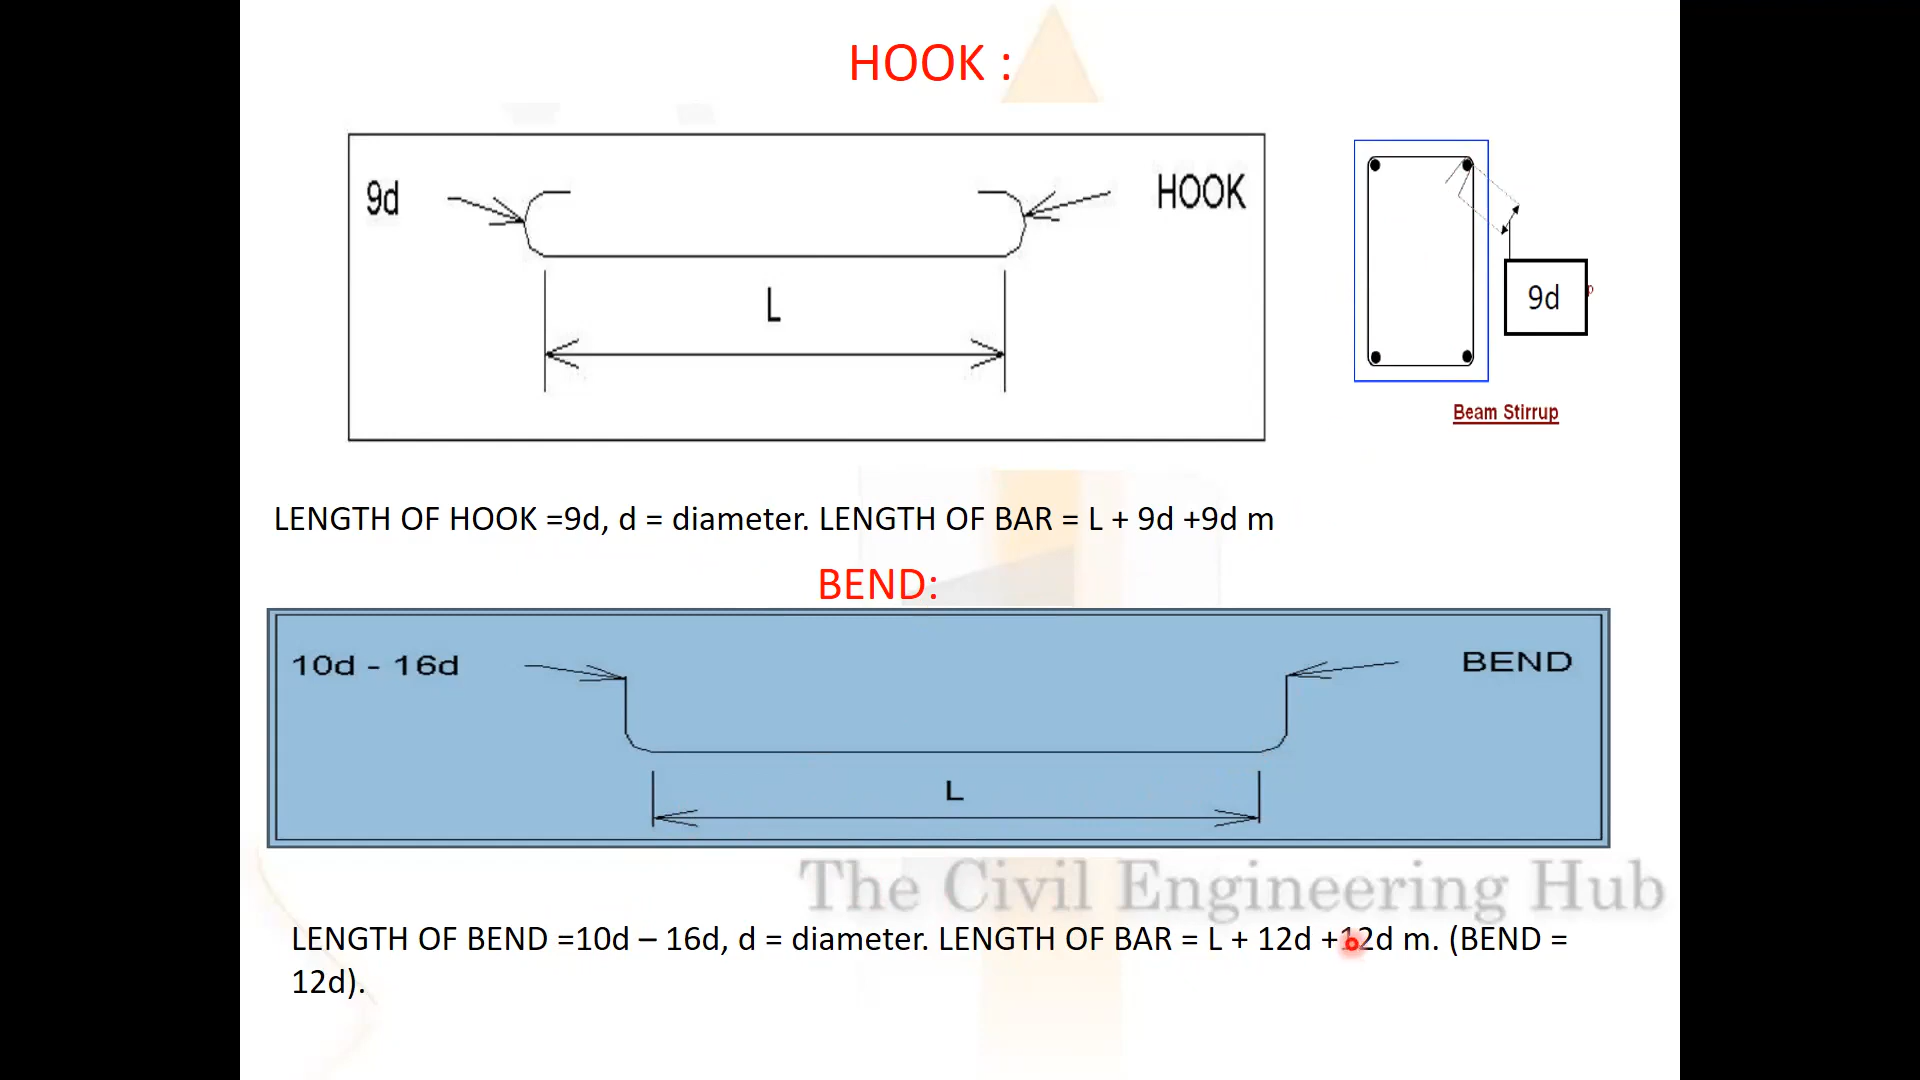 HOOK :
9d
HOOK
L
9d
Beam Stirrup
LENGTH OF HOOK =9d, d = diameter. LENGTH OF BAR = L + 9d +9d m
BEND:
10d - 16d
BEND
L
The Civil Engineering Hub
LENGTH OF BEND =10d – 16d, d = diameter. LENGTH OF BAR = L + 12d +12d m. (BEND =
12d).